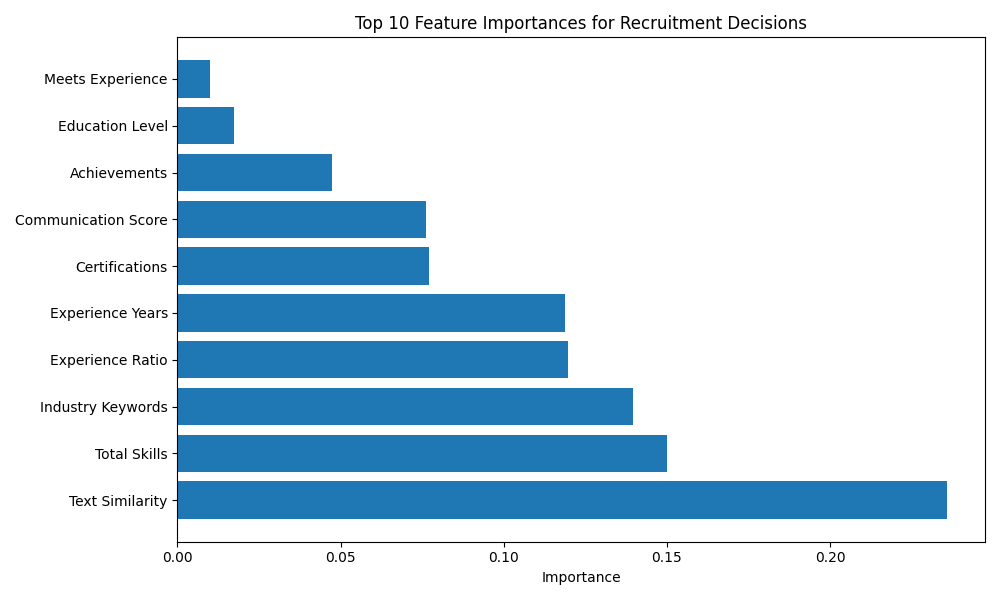 Top 10 Feature Importances for Recruitment Decisions
Meets Experience
Education Level
Achievements
Communication Score
Certifications
Experience Years
Experience Ratio
Industry Keywords
Total Skills
Text Similarity
0.00 0.05 0.10 0.15 0.20
Importance